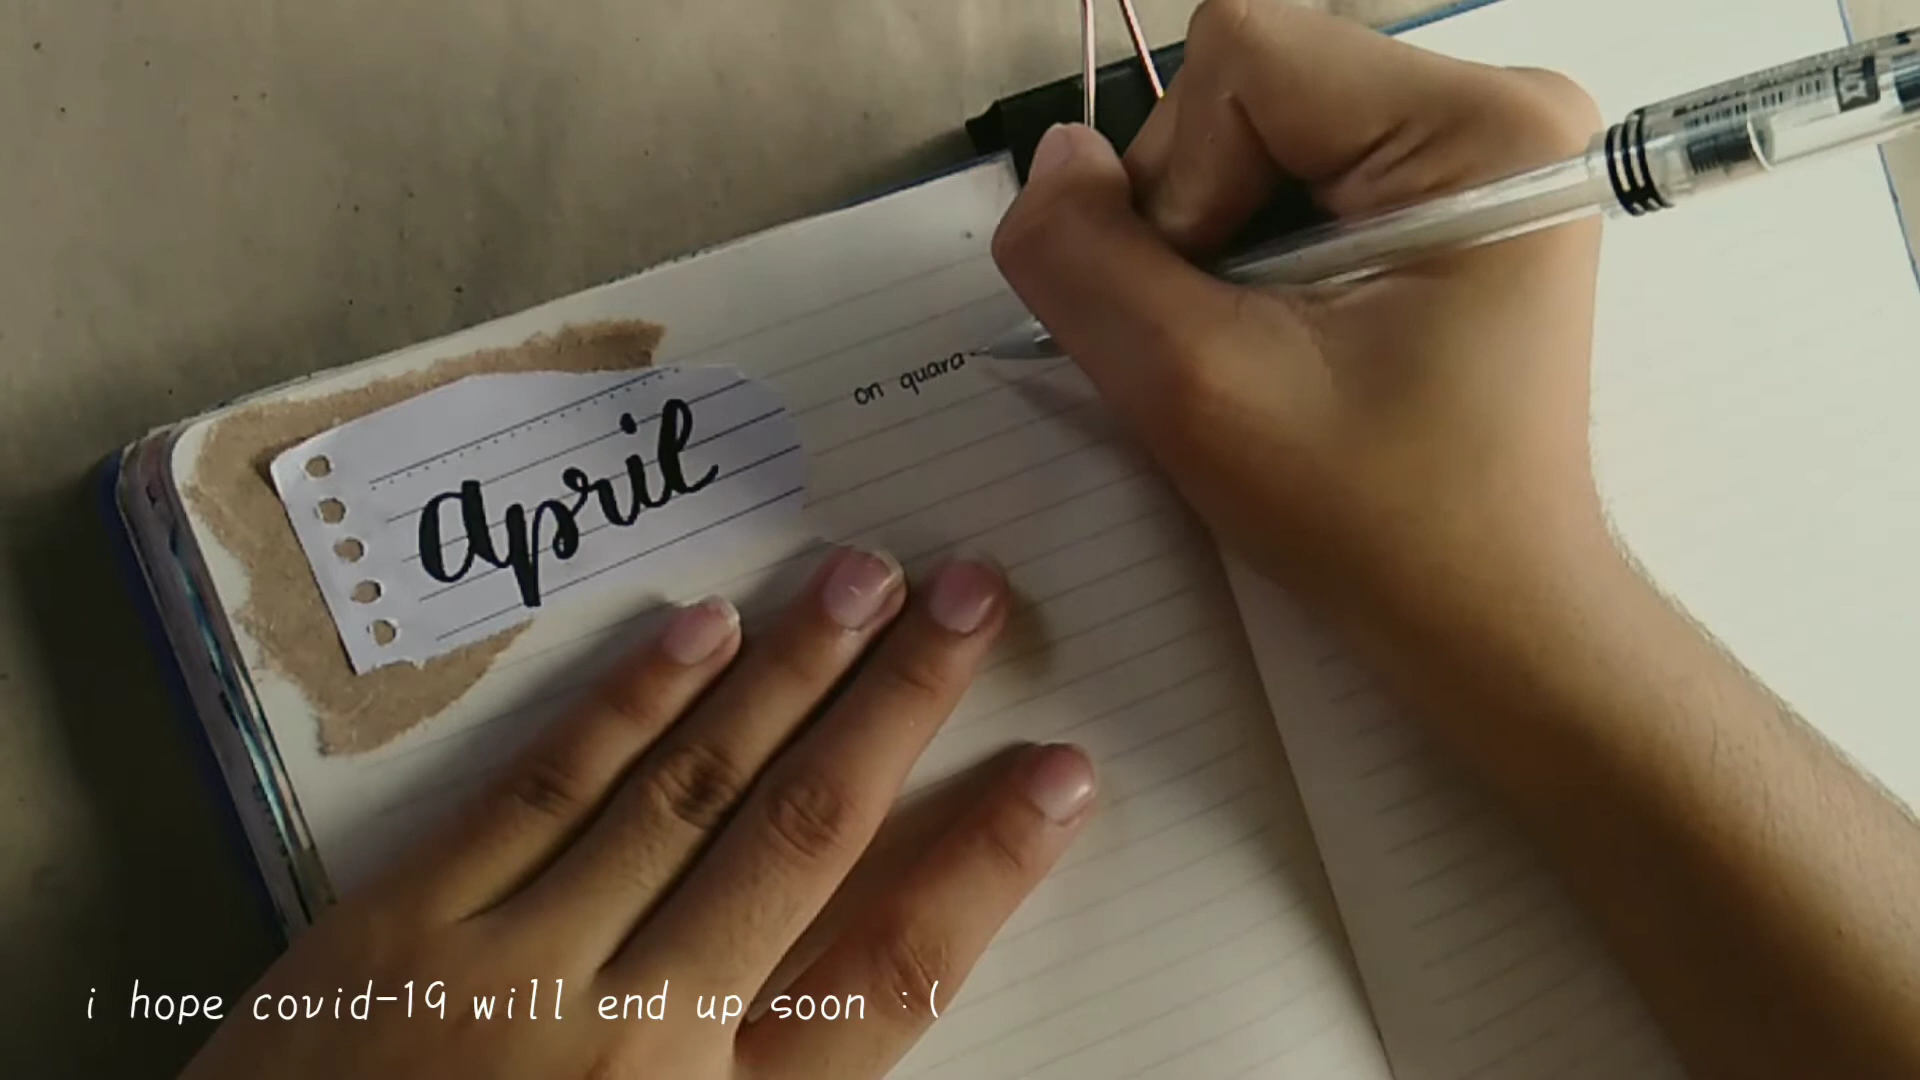 on quara
april
i hope covid-19 will end up soon :(